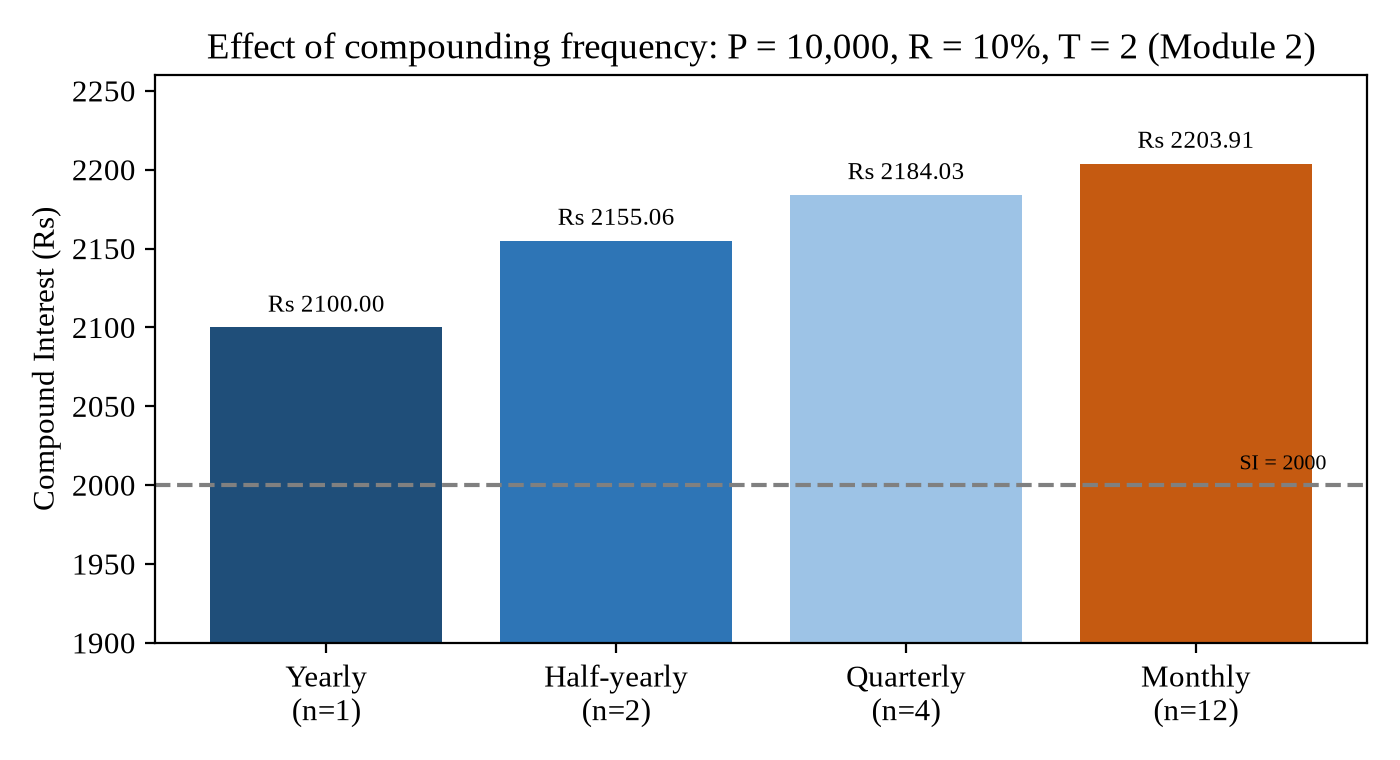 Effect of compounding frequency: P = 10,000, R = 10%, T = 2 (Module 2)
Compound Interest (Rs)
2250
2200
2150
2100
2050
2000
1950
1900
Rs 2100.00
Rs 2155.06
Rs 2184.03
Rs 2203.91
SI = 2000
Yearly
(n=1)
Half-yearly
(n=2)
Quarterly
(n=4)
Monthly
(n=12)